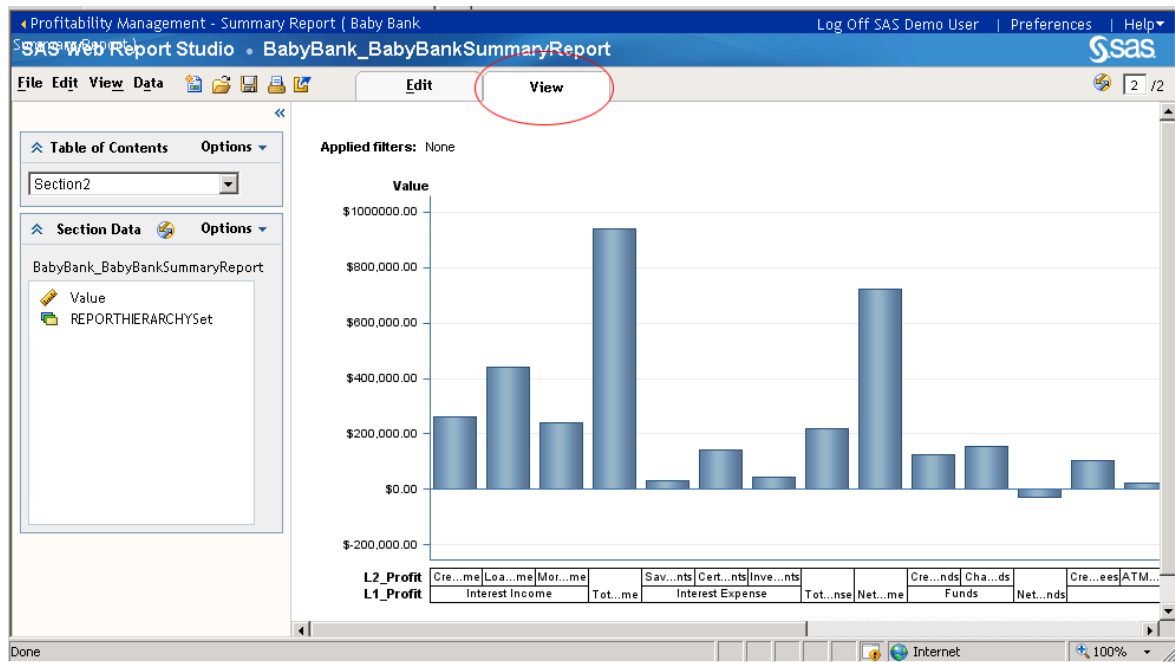 Profitability Management - Summary Report ( Baby Bank
Log Off SAS Demo User | Preferences | Help
SAS Web Report Studio • BabyBank_BabyBankSummaryReport
sas
File Edit View Data
Edit
View
2 /2
Table of Contents Options
Section2
Section Data Options
BabyBank_BabyBankSummaryReport
Value
REPORTHIERARCHYSet
Applied filters: None
Value
$1000000.00
$800,000.00
$600,000.00
$400,000.00
$200,000.00
$0.00
$-200,000.00
L2_Profit Cre...me Loa...me Mor...me Sav...nts Cert...nts Inve...nts Cre...nds Cha...ds Cre...ees ATM...
L1_Profit Interest Income Tot...me Interest Expense Tot...nse Net...me Funds Net...nds
Done
Internet
100%